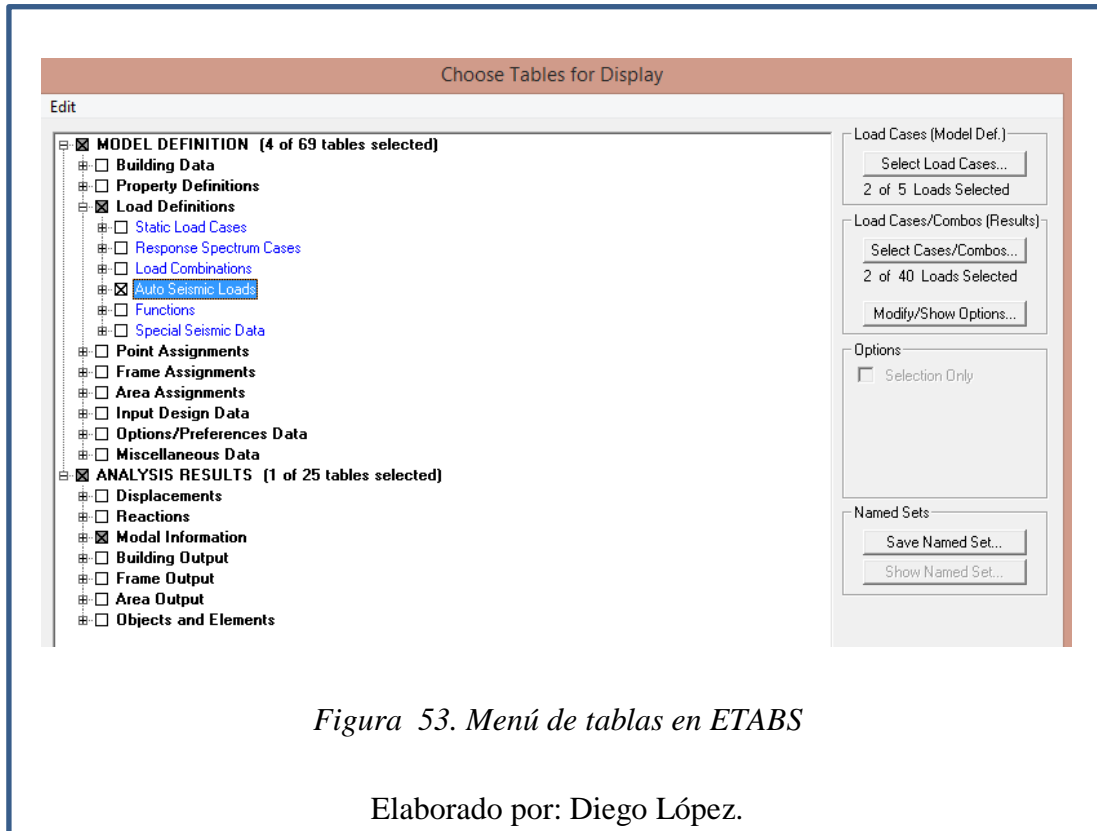 Choose Tables for Display
Edit
MODEL DEFINITION (4 of 69 tables selected)
Building Data
Property Definitions
Load Definitions
Static Load Cases
Response Spectrum Cases
Load Combinations
Auto Seismic Loads
Functions
Special Seismic Data
Point Assignments
Frame Assignments
Area Assignments
Input Design Data
Options/Preferences Data
Miscellaneous Data
ANALYSIS RESULTS (1 of 25 tables selected)
Displacements
Reactions
Modal Information
Building Output
Frame Output
Area Output
Objects and Elements
Load Cases (Model Def.)
Select Load Cases...
2 of 5 Loads Selected
Load Cases/Combos (Results)
Select Cases/Combos...
2 of 40 Loads Selected
Modify/Show Options...
Options
Selection Only
Named Sets
Save Named Set...
Show Named Set...
Figura 53. Menú de tablas en ETABS
Elaborado por: Diego López.